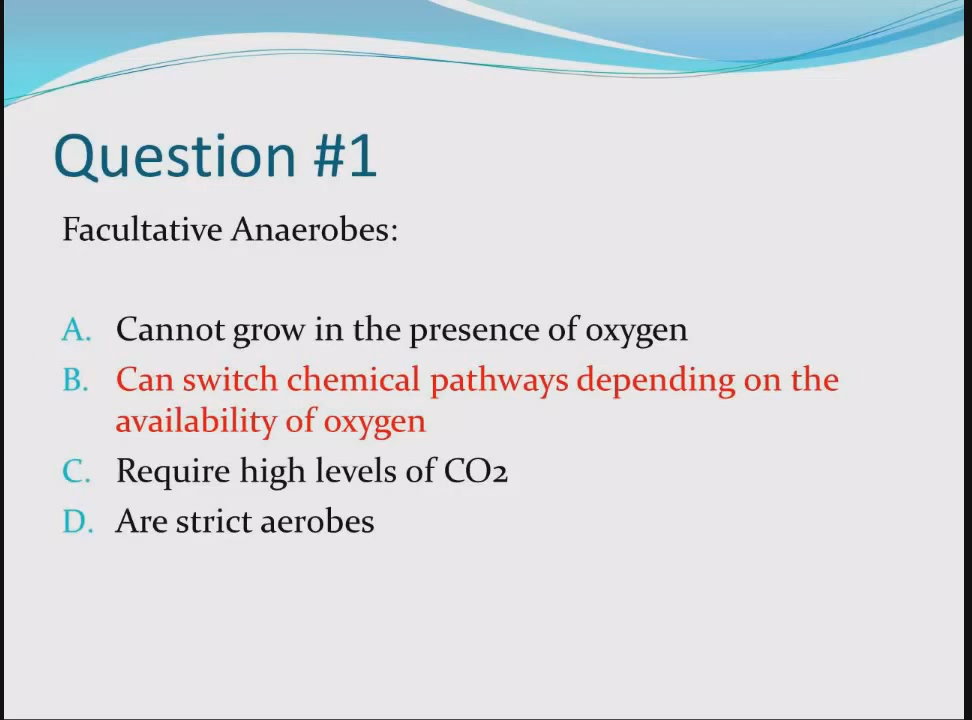 Question #1
Facultative Anaerobes:
A. Cannot grow in the presence of oxygen
B. Can switch chemical pathways depending on the
availability of oxygen
C. Require high levels of CO2
D. Are strict aerobes